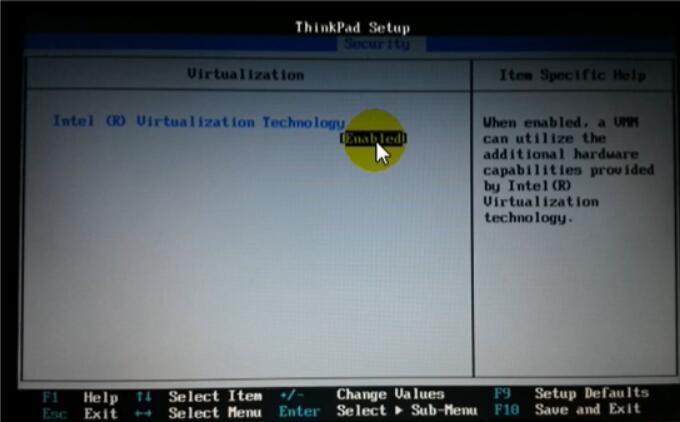 ThinkPad Setup
Security
Virtualization
Item Specific Help
Intel (R) Virtualization Technology
[Enabled]
When enabled, a VMM
can utilize the
additional hardware
capabilities provided
by Intel(R)
Virtualization
technology.
F1 Help ↑↓ Select Item +/- Change Values F9 Setup Defaults
Esc Exit ←→ Select Menu Enter Select ▶ Sub-Menu F10 Save and Exit